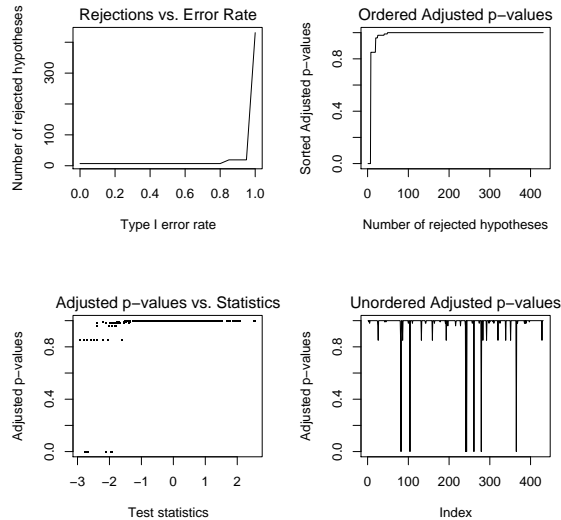 Rejections vs. Error Rate
Number of rejected hypotheses
0 100 300
0.0 0.2 0.4 0.6 0.8 1.0
Type I error rate
Ordered Adjusted p−values
Sorted Adjusted p−values
0.0 0.4 0.8
0 100 200 300 400
Number of rejected hypotheses
Adjusted p−values vs. Statistics
Adjusted p−values
0.0 0.4 0.8
−3 −2 −1 0 1 2
Test statistics
Unordered Adjusted p−values
Adjusted p−values
0.0 0.4 0.8
0 100 200 300 400
Index